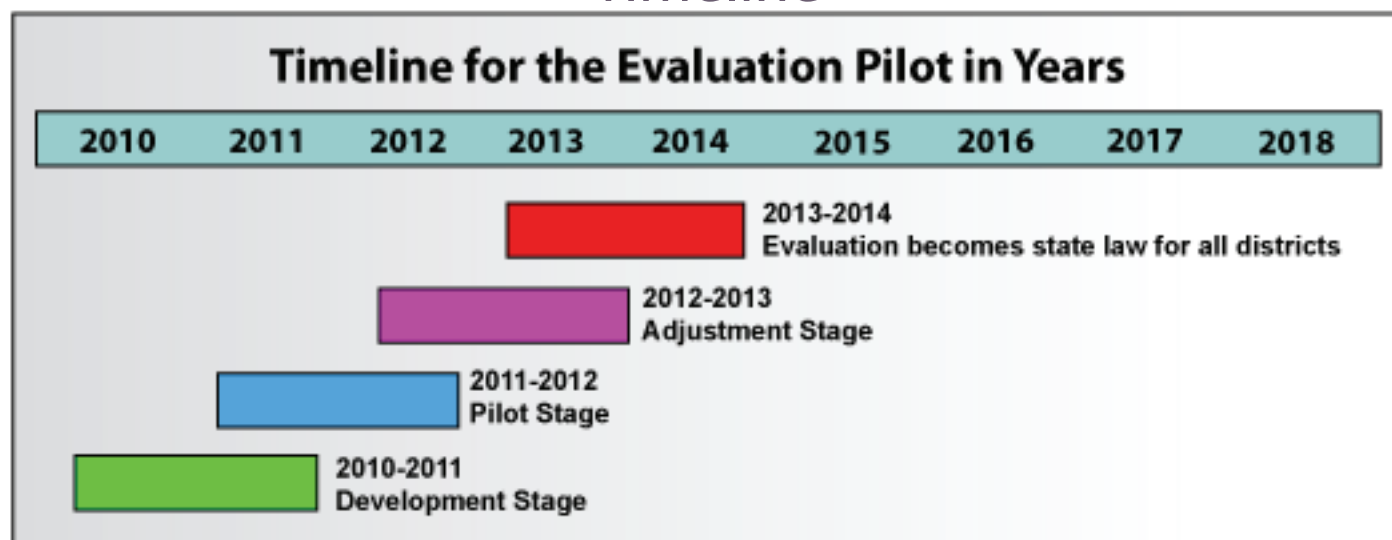 Timeline for the Evaluation Pilot in Years
2010 2011 2012 2013 2014 2015 2016 2017 2018
2013-2014
Evaluation becomes state law for all districts
2012-2013
Adjustment Stage
2011-2012
Pilot Stage
2010-2011
Development Stage